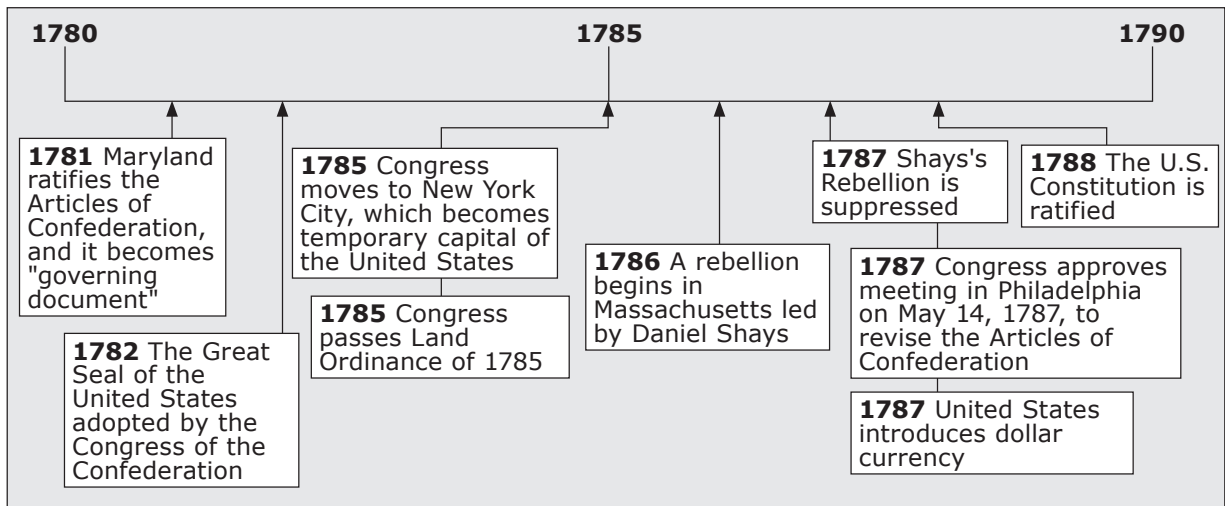 1780
1785
1790
1781 Maryland
ratifies the
Articles of
Confederation,
and it becomes
"governing
document"
1782 The Great
Seal of the
United States
adopted by the
Congress of the
Confederation
1785 Congress
moves to New York
City, which becomes
temporary capital of
the United States
1785 Congress
passes Land
Ordinance of 1785
1786 A rebellion
begins in
Massachusetts led
by Daniel Shays
1787 Shays's
Rebellion is
suppressed
1787 Congress approves
meeting in Philadelphia
on May 14, 1787, to
revise the Articles of
Confederation
1787 United States
introduces dollar
currency
1788 The U.S.
Constitution is
ratified